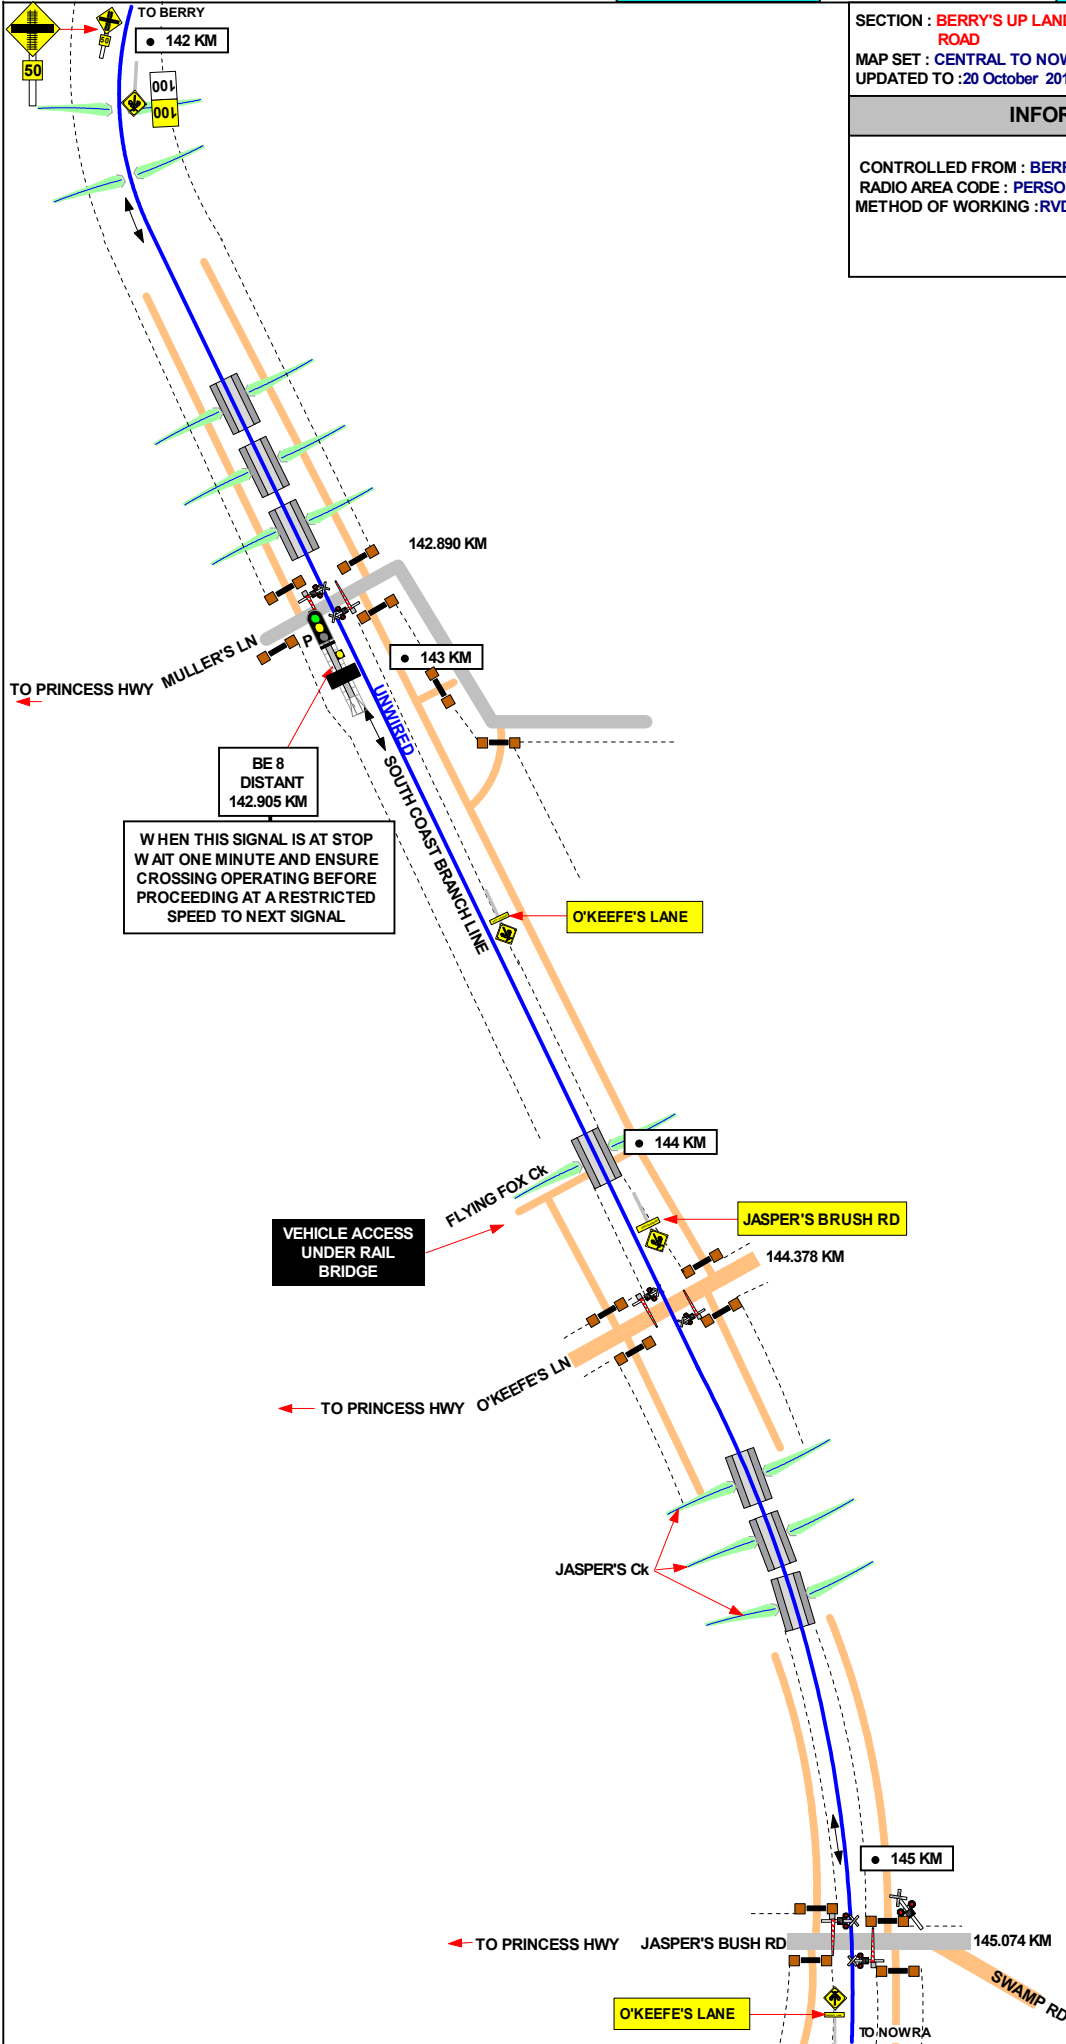 TO BERRY
142 KM
50
100
100
SECTION : BERRY'S UP LAND
ROAD
MAP SET : CENTRAL TO NOW
UPDATED TO :20 October 201
INFOR
CONTROLLED FROM : BERR
RADIO AREA CODE : PERSO
METHOD OF WORKING :RVD
142.890 KM
MULLER'S LN
P
143 KM
TO PRINCESS HWY
UNWIRED
BE 8
DISTANT
142.905 KM
SOUTH COAST BRANCH LINE
WHEN THIS SIGNAL IS AT STOP
WAIT ONE MINUTE AND ENSURE
CROSSING OPERATING BEFORE
PROCEEDING AT A RESTRICTED
SPEED TO NEXT SIGNAL
O'KEEFE'S LANE
144 KM
FLYING FOX Ck
JASPER'S BRUSH RD
VEHICLE ACCESS
UNDER RAIL
BRIDGE
144.378 KM
O'KEEFE'S LN
TO PRINCESS HWY
JASPER'S Ck
145 KM
TO PRINCESS HWY
JASPER'S BUSH RD
145.074 KM
SWAMP RD
O'KEEFE'S LANE
TO NOWRA